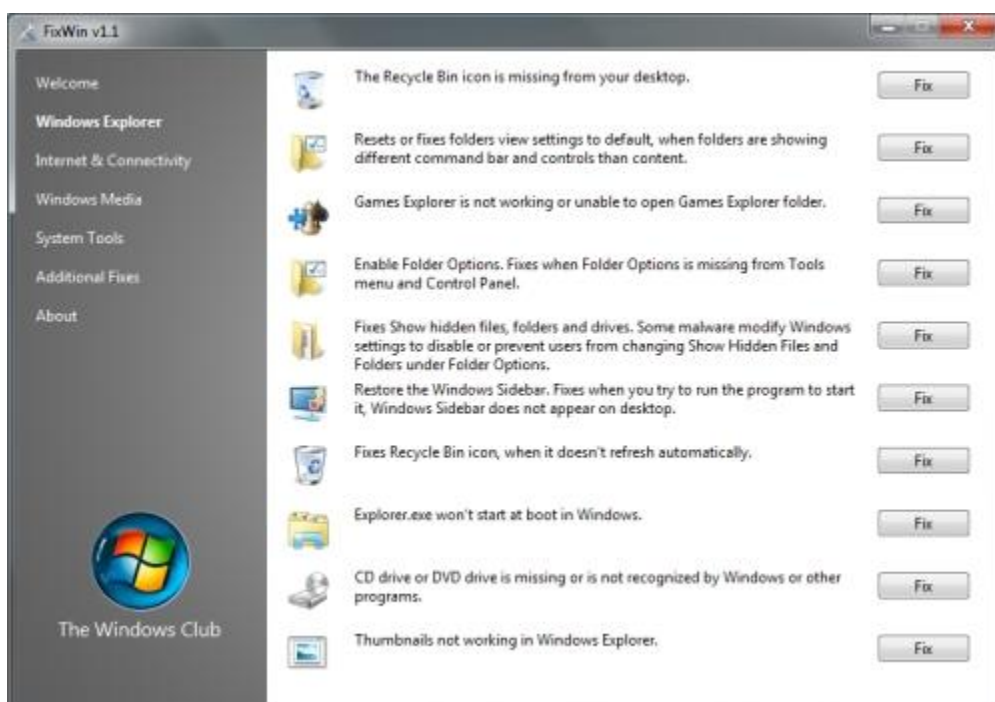 FixWin v1.1
Welcome
Windows Explorer
Internet & Connectivity
Windows Media
System Tools
Additional Fixes
About
The Windows Club
The Recycle Bin icon is missing from your desktop.
Fix
Resets or fixes folders view settings to default, when folders are showing
different command bar and controls than content.
Fix
Games Explorer is not working or unable to open Games Explorer folder.
Fix
Enable Folder Options. Fixes when Folder Options is missing from Tools
menu and Control Panel.
Fix
Fixes Show hidden files, folders and drives. Some malware modify Windows
settings to disable or prevent users from changing Show Hidden Files and
Folders under Folder Options.
Fix
Restore the Windows Sidebar. Fixes when you try to run the program to start
it, Windows Sidebar does not appear on desktop.
Fix
Fixes Recycle Bin icon, when it doesn't refresh automatically.
Fix
Explorer.exe won't start at boot in Windows.
Fix
CD drive or DVD drive is missing or is not recognized by Windows or other
programs.
Fix
Thumbnails not working in Windows Explorer.
Fix